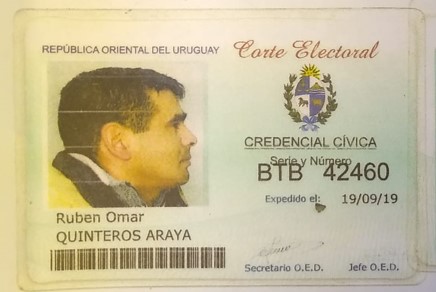 REPÚBLICA ORIENTAL DEL URUGUAY
Corte Electoral
CREDENCIAL CÍVICA
Serie y Número
BTB 42460
Expedido el: 19/09/19
Ruben Omar
QUINTEROS ARAYA
Secretario O.E.D. Jefe O.E.D.